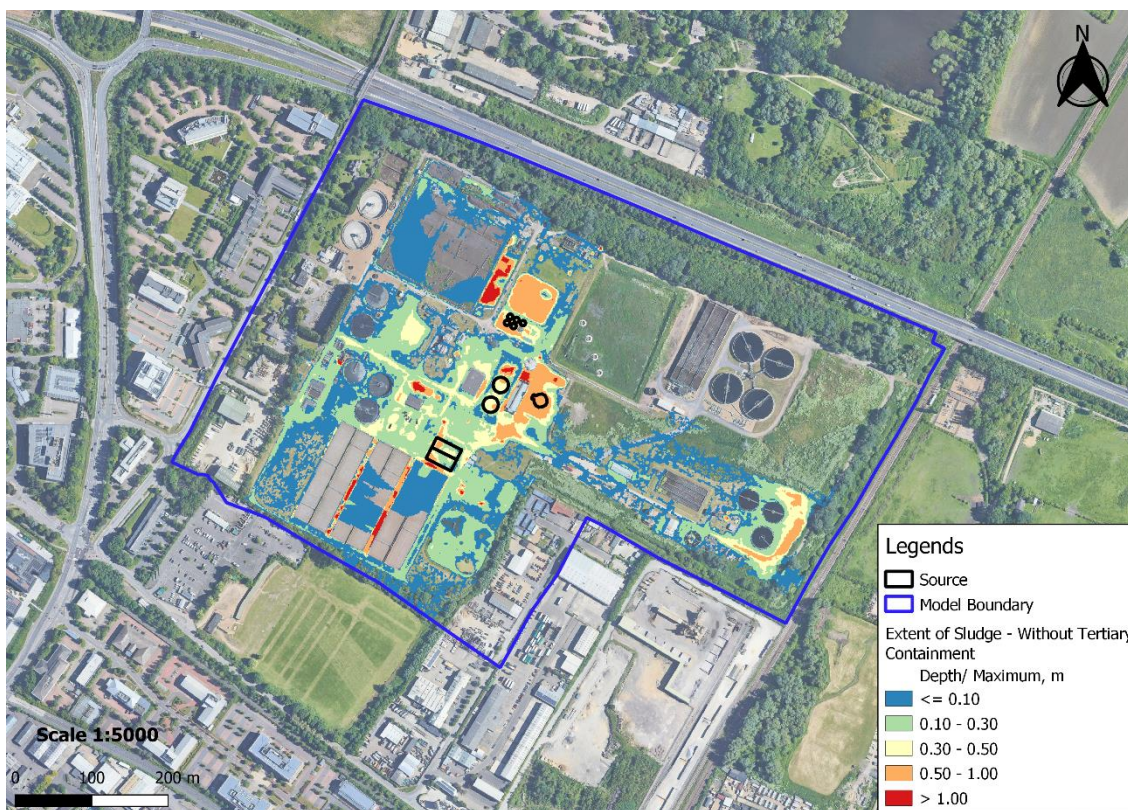 N
Legends
Source
Model Boundary
Extent of Sludge - Without Tertiary
Containment
Depth/ Maximum, m
<= 0.10
0.10 - 0.30
0.30 - 0.50
0.50 - 1.00
> 1.00
Scale 1:5000
0 100 200 m